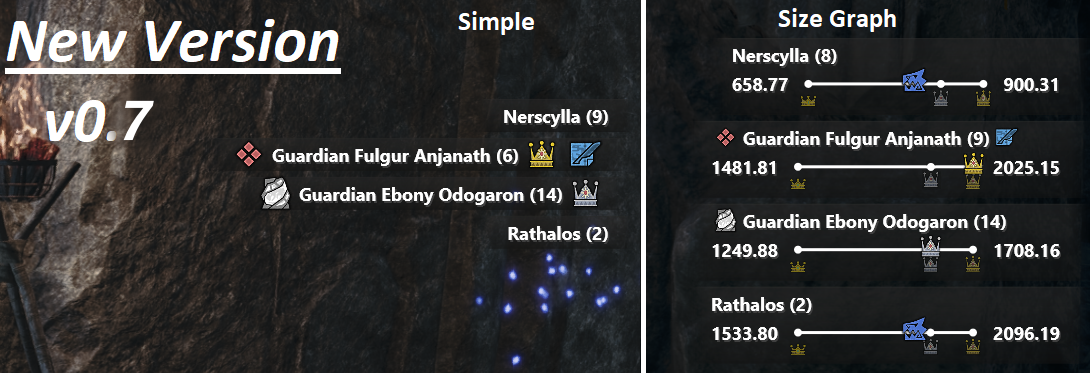 New Version
v0.7
Simple
Nerscylla (9)
Guardian Fulgur Anjanath (6)
Guardian Ebony Odogaron (14)
Rathalos (2)
Size Graph
Nerscylla (8)
658.77 900.31
Guardian Fulgur Anjanath (9)
1481.81 2025.15
Guardian Ebony Odogaron (14)
1249.88 1708.16
Rathalos (2)
1533.80 2096.19